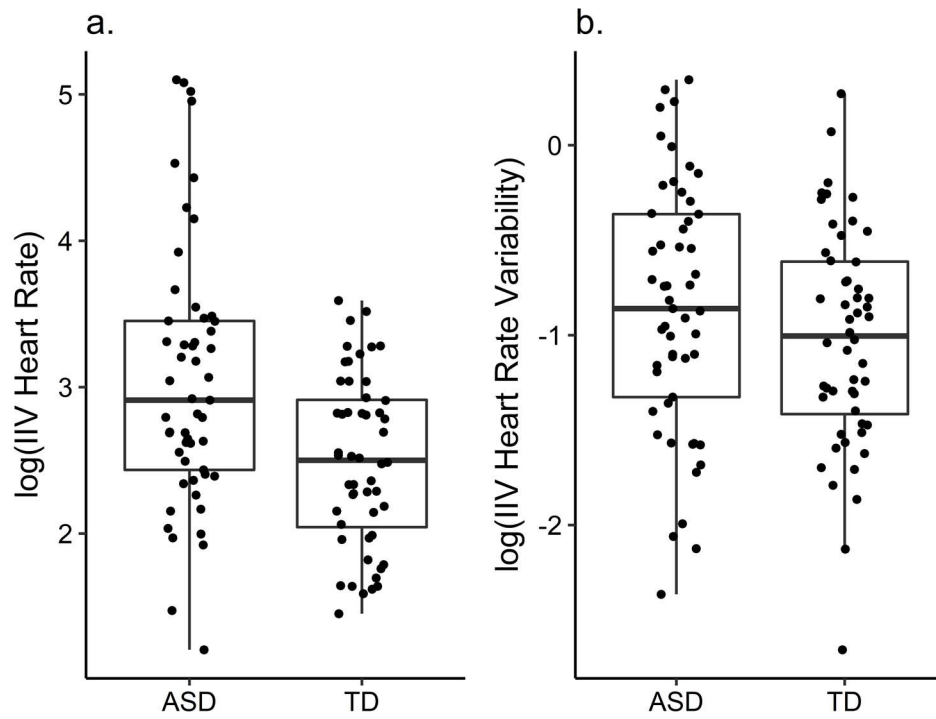 a.
log(IIV Heart Rate)
5
4
3
2
ASD
TD
b.
log(IIV Heart Rate Variability)
0
-1
-2
ASD
TD